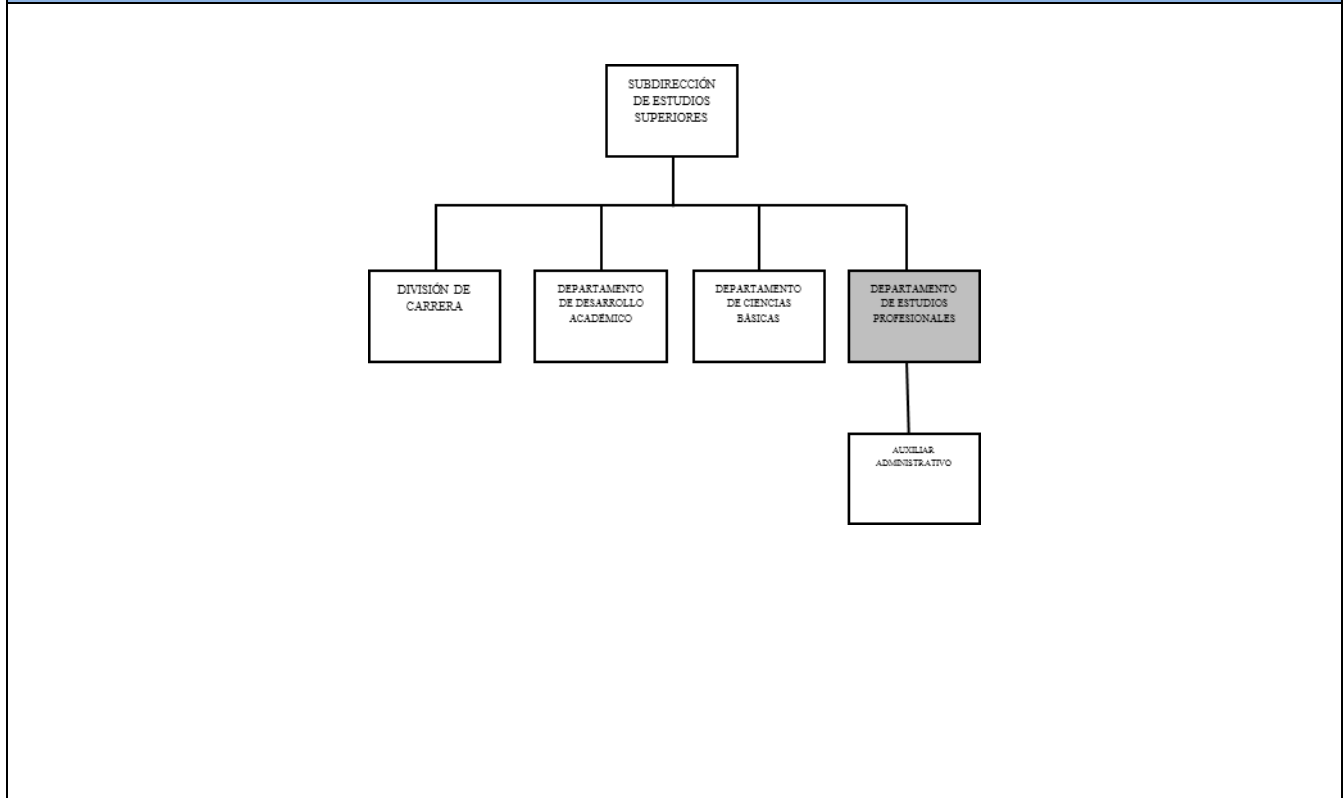 SUBDIRECCIÓN
DE ESTUDIOS
SUPERIORES
DIVISIÓN DE
CARRERA
DEPARTAMENTO
DE DESARROLLO
ACADÉMICO
DEPARTAMENTO
DE CIENCIAS
BÁSICAS
DEPARTAMENTO
DE ESTUDIOS
PROFESIONALES
AUXILIAR
ADMINISTRATIVO